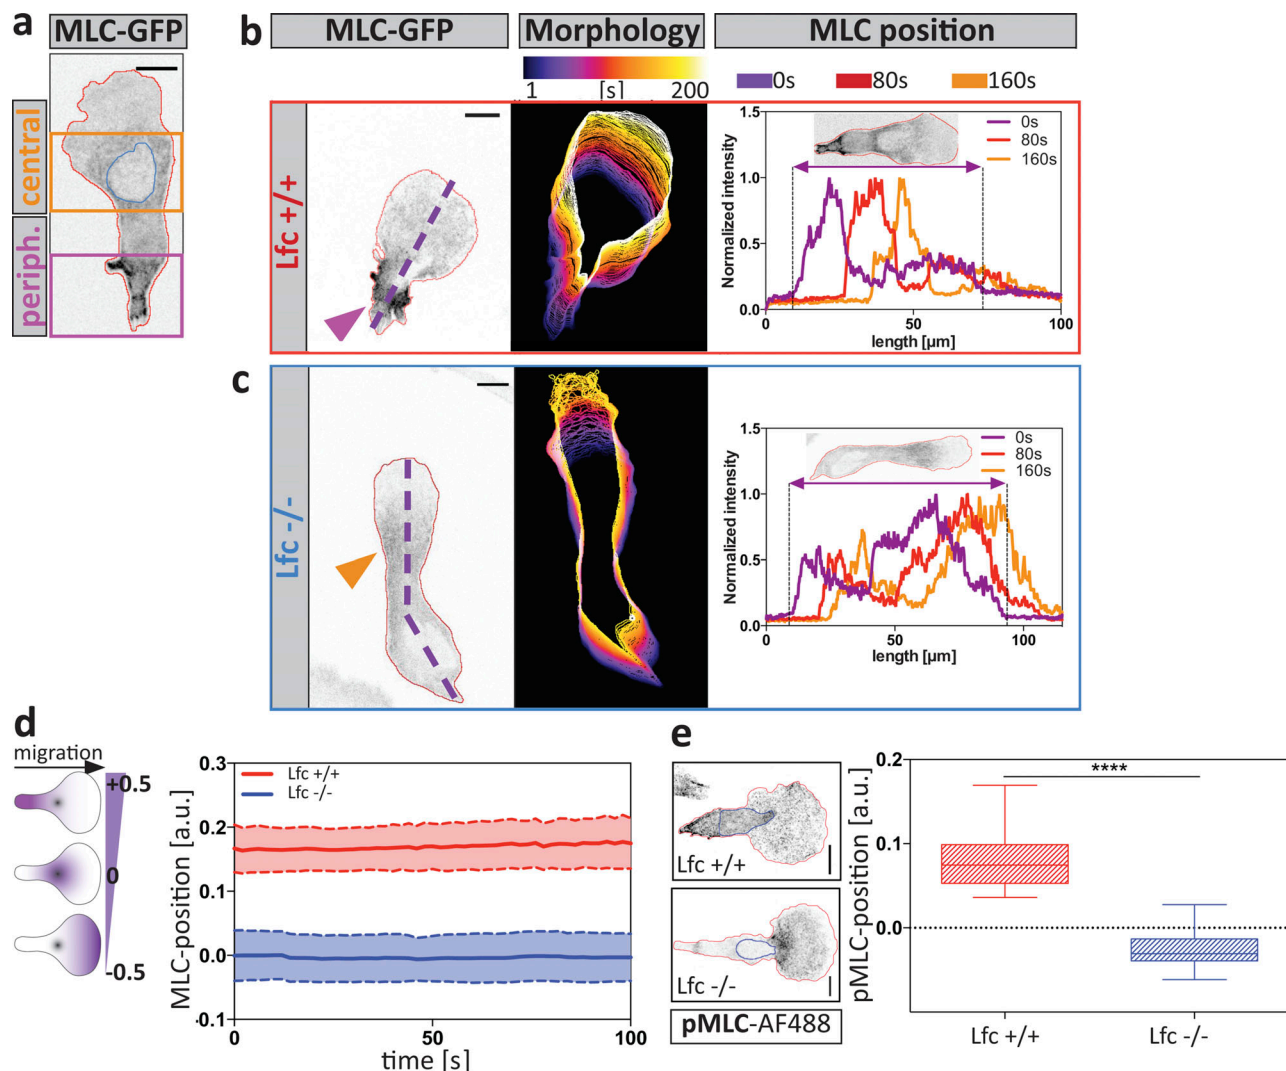 a
MLC-GFP
central
periph.
b
MLC-GFP
Morphology
MLC position
1 [s] 200
0s 80s 160s
Lfc +/+
1.5
1.0
0.5
0.0
Normalized intensity
0s
80s
160s
0 50 100
length [µm]
c
Lfc -/-
1.5
1.0
0.5
0.0
Normalized intensity
0s
80s
160s
0 50 100
length [µm]
d
migration
+0.5
0
-0.5
0.3
0.2
0.1
0.0
-0.1
MLC-position [a.u.]
Lfc +/+
Lfc -/-
0 50 100
time [s]
e
Lfc +/+
Lfc -/-
pMLC-AF488
0.2
0.1
0.0
pMLC-position [a.u.]
****
Lfc +/+ Lfc -/-